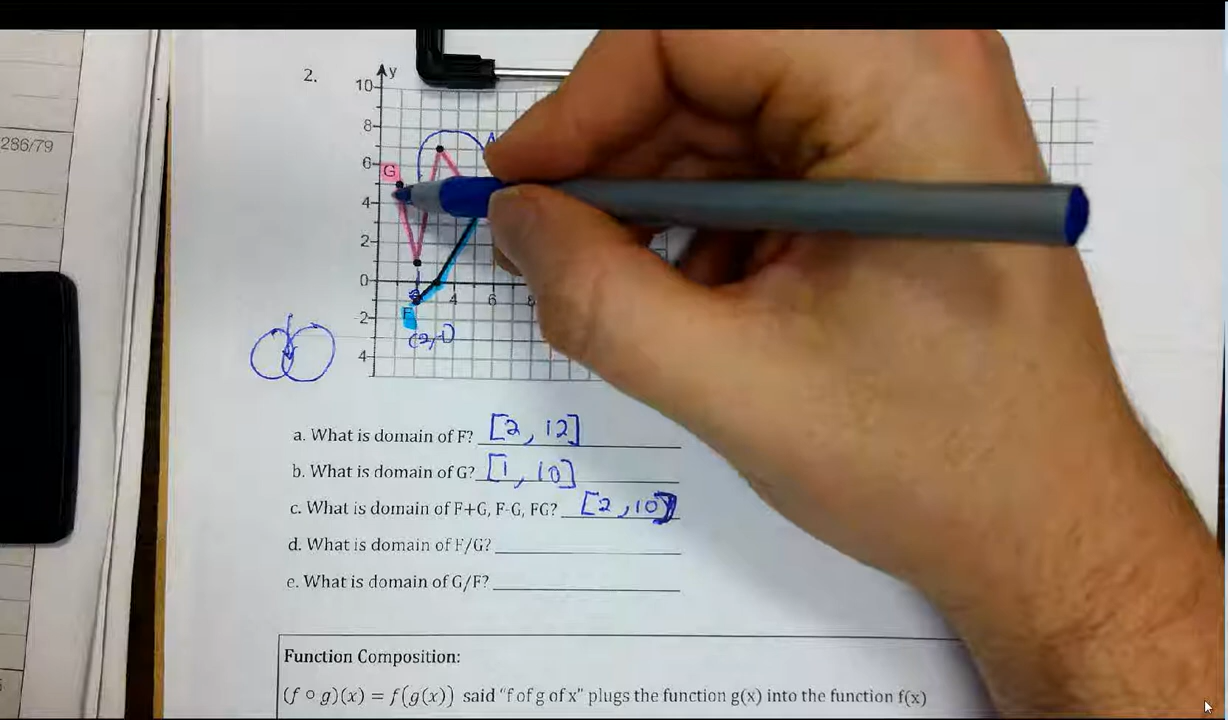 286/79
2.
y
10
8
6
G
4
2
0
4
6
2
F
4
(2,-1)
a. What is domain of F? [2, 12]
b. What is domain of G? [1, 10]
c. What is domain of F+G, F-G, FG? [2, 10]
d. What is domain of F/G?
e. What is domain of G/F?
Function Composition:
(f ∘ g)(x) = f(g(x)) said "f of g of x" plugs the function g(x) into the function f(x)